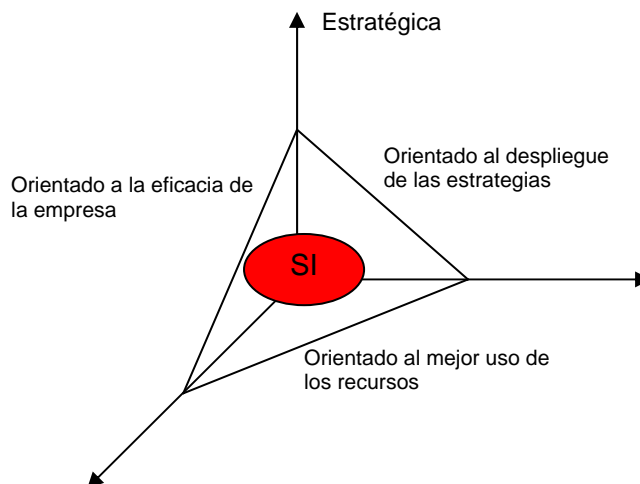 Estratégica
Orientado al despliegue
de las estrategias
Orientado a la eficacia de
la empresa
SI
Orientado al mejor uso de
los recursos